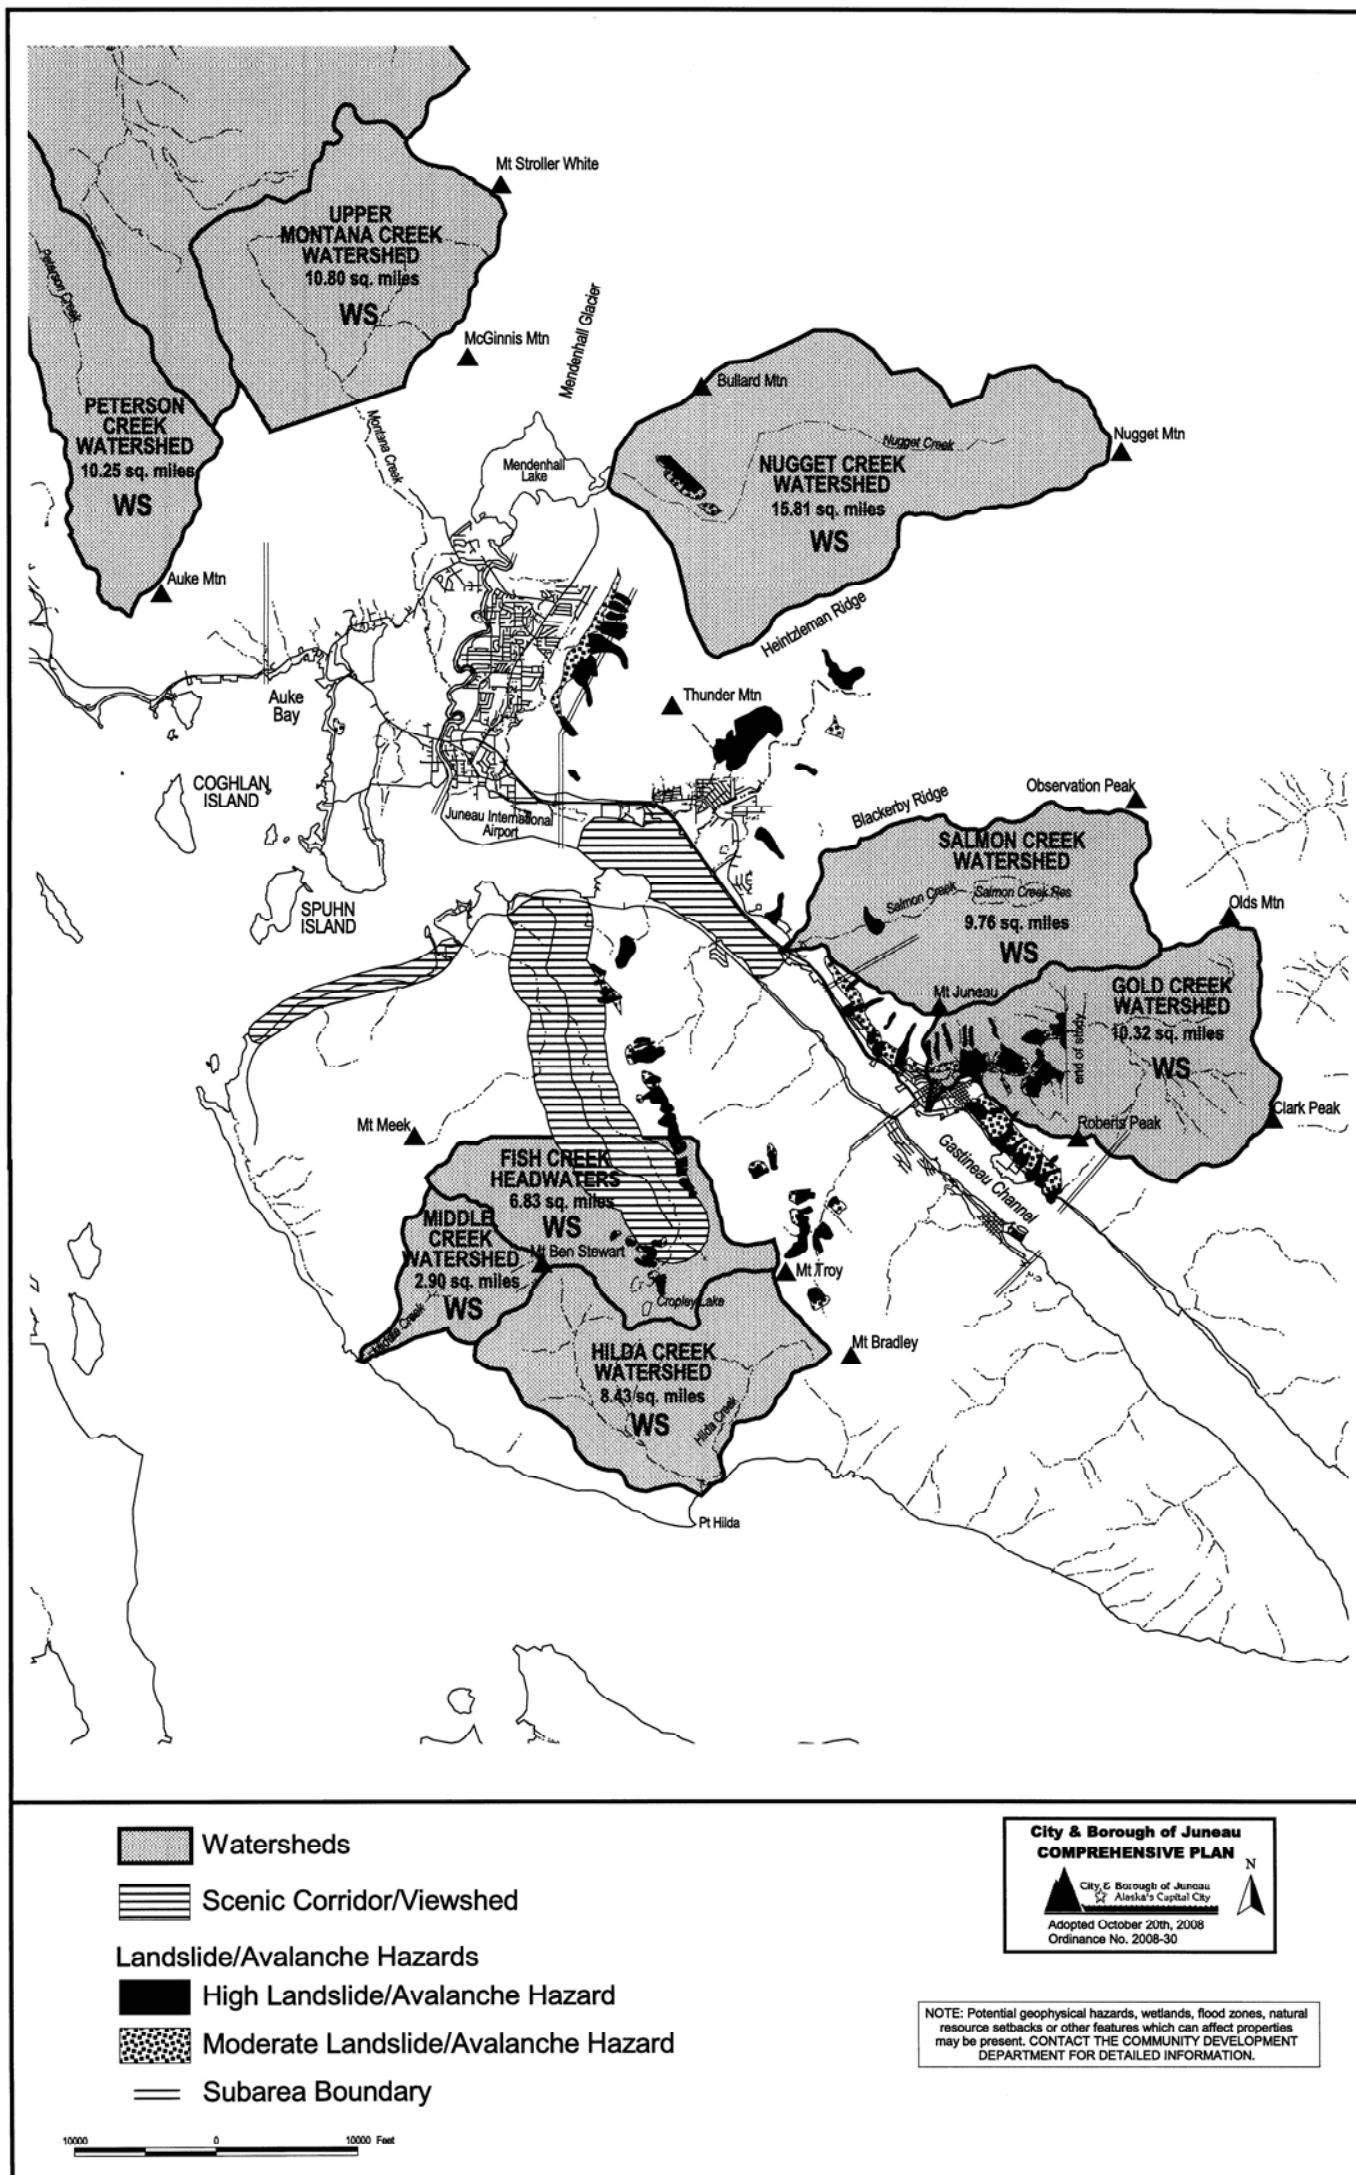 Mt Stroller White
UPPER
MONTANA CREEK
WATERSHED
10.80 sq. miles
WS
Peterson Creek
McGinnis Mtn
Mendenhall Glacier
Bullard Mtn
PETERSON
CREEK
WATERSHED
10.25 sq. miles
WS
Montana Creek
Mendenhall
Lake
Nugget Creek
Nugget Mtn
NUGGET CREEK
WATERSHED
15.81 sq. miles
WS
Auke Mtn
Heintzleman Ridge
Auke
Bay
Thunder Mtn
COGHLAN
ISLAND
Juneau International
Airport
Blackerby Ridge
Observation Peak
SALMON CREEK
WATERSHED
Salmon Creek
Salmon Creek Res
9.76 sq. miles
WS
Olds Mtn
SPUHN
ISLAND
Mt Juneau
GOLD CREEK
WATERSHED
10.32 sq. miles
WS
end of study
Clark Peak
Roberts Peak
Gastineau Channel
Mt Meek
FISH CREEK
HEADWATERS
6.83 sq. miles
WS
MIDDLE
CREEK
WATERSHED
2.90 sq. miles
WS
Middle Creek
Mt Ben Stewart
Cropley Lake
Mt Troy
Mt Bradley
HILDA CREEK
WATERSHED
8.43 sq. miles
WS
Hilda Creek
Pt Hilda
Watersheds
Scenic Corridor/Viewshed
Landslide/Avalanche Hazards
High Landslide/Avalanche Hazard
Moderate Landslide/Avalanche Hazard
Subarea Boundary
10000 0 10000 Feet
City & Borough of Juneau
COMPREHENSIVE PLAN
N
City & Borough of Juneau
Alaska's Capital City
Adopted October 20th, 2008
Ordinance No. 2008-30
NOTE: Potential geophysical hazards, wetlands, flood zones, natural
resource setbacks or other features which can affect properties
may be present. CONTACT THE COMMUNITY DEVELOPMENT
DEPARTMENT FOR DETAILED INFORMATION.